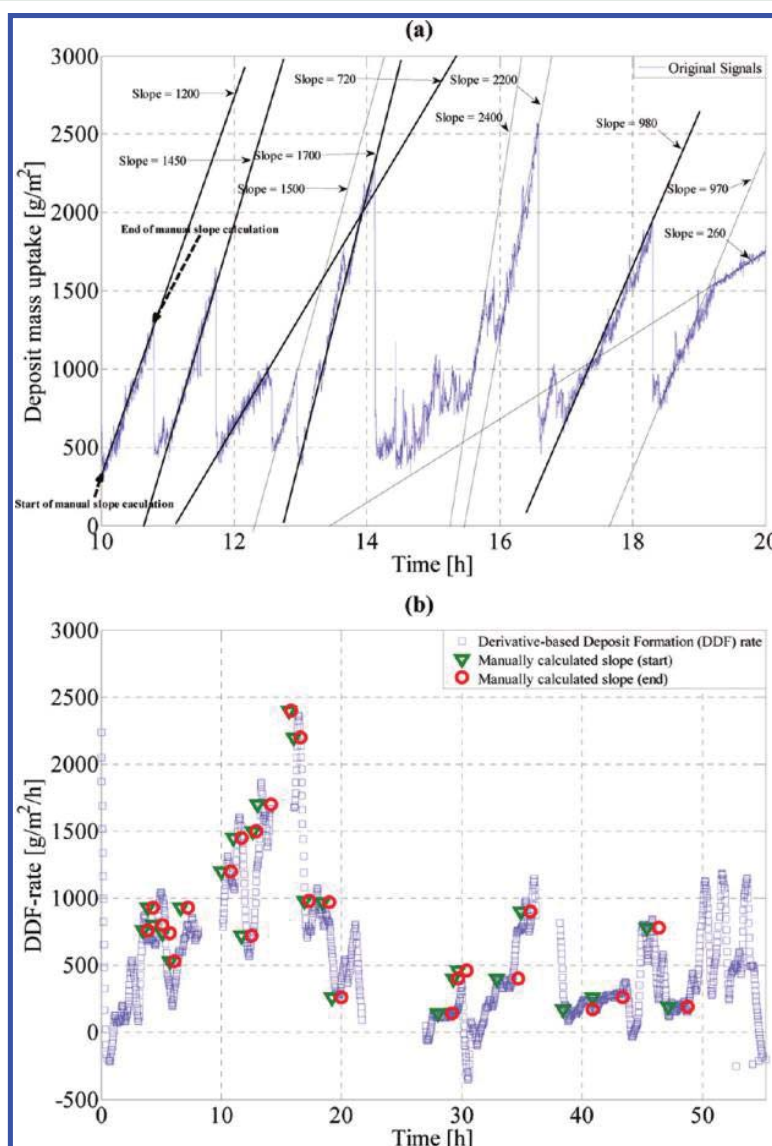 (a)
3000
2500
2000
1500
1000
500
0
Deposit mass uptake [g/m²]
Slope = 1200
Slope = 1450
End of manual slope calculation
Start of manual slope caculation
Slope = 720
Slope = 1700
Slope = 1500
Slope = 2200
Slope = 2400
Original Signals
Slope = 980
Slope = 970
Slope = 260
10
12
14
16
18
20
Time [h]
(b)
3000
2500
2000
1500
1000
500
0
-500
DDF-rate [g/m²/h]
Derivative-based Deposit Formation (DDF) rate
Manually calculated slope (start)
Manually calculated slope (end)
0
10
20
30
40
50
Time [h]